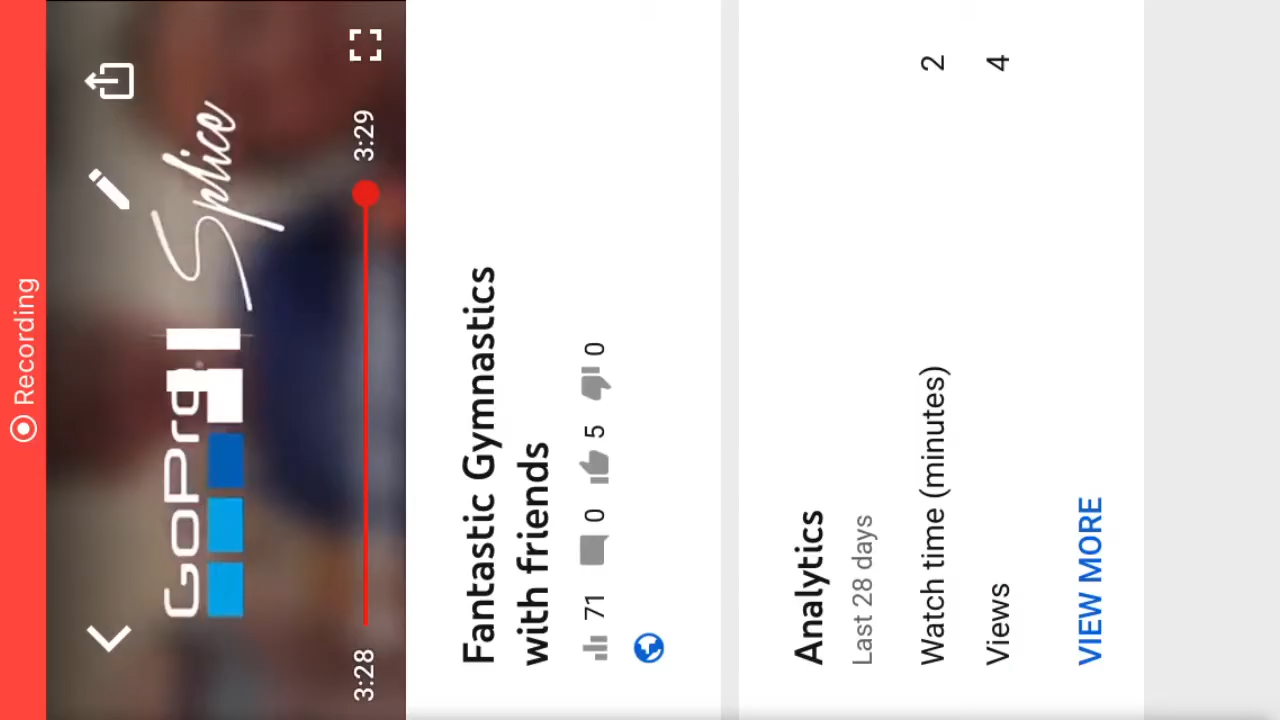 Recording
GoPro Splice
3:28 3:29
Fantastic Gymnastics
with friends
71 0 5 0
Analytics
Last 28 days
Watch time (minutes) 2
Views 4
VIEW MORE